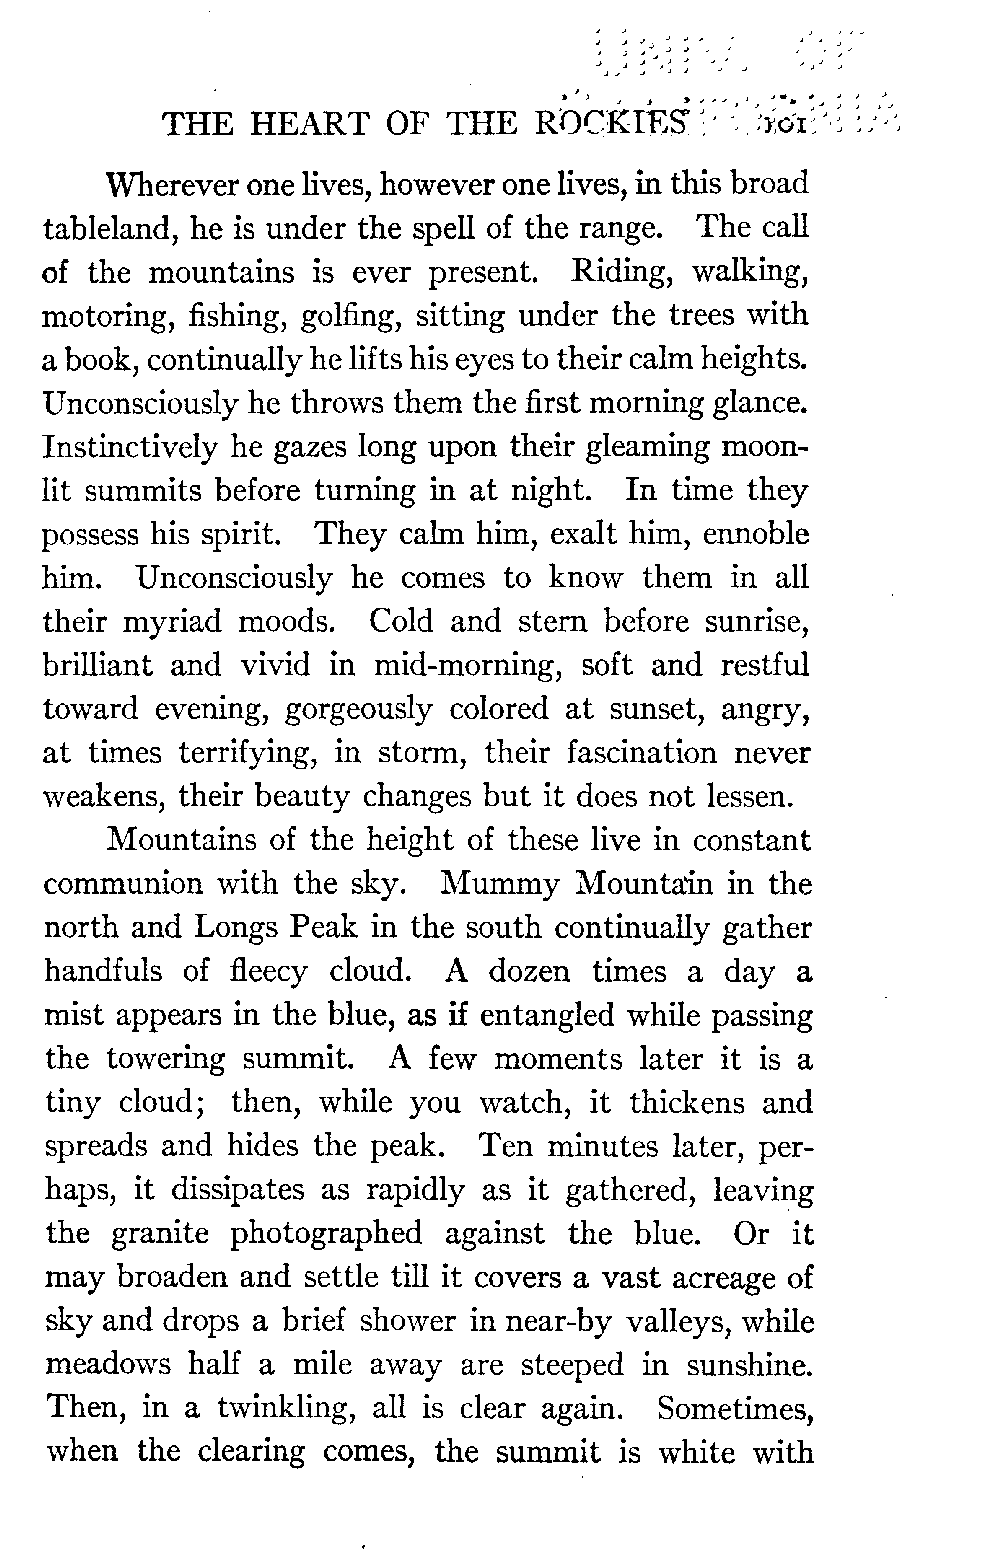 UNIV. OF
THE HEART OF THE ROCKIES 101
Wherever one lives, however one lives, in this broad
tableland, he is under the spell of the range. The call
of the mountains is ever present. Riding, walking,
motoring, fishing, golfing, sitting under the trees with
a book, continually he lifts his eyes to their calm heights.
Unconsciously he throws them the first morning glance.
Instinctively he gazes long upon their gleaming moon-
lit summits before turning in at night. In time they
possess his spirit. They calm him, exalt him, ennoble
him. Unconsciously he comes to know them in all
their myriad moods. Cold and stern before sunrise,
brilliant and vivid in mid-morning, soft and restful
toward evening, gorgeously colored at sunset, angry,
at times terrifying, in storm, their fascination never
weakens, their beauty changes but it does not lessen.
Mountains of the height of these live in constant
communion with the sky. Mummy Mountain in the
north and Longs Peak in the south continually gather
handfuls of fleecy cloud. A dozen times a day a
mist appears in the blue, as if entangled while passing
the towering summit. A few moments later it is a
tiny cloud; then, while you watch, it thickens and
spreads and hides the peak. Ten minutes later, per-
haps, it dissipates as rapidly as it gathered, leaving
the granite photographed against the blue. Or it
may broaden and settle till it covers a vast acreage of
sky and drops a brief shower in near-by valleys, while
meadows half a mile away are steeped in sunshine.
Then, in a twinkling, all is clear again. Sometimes,
when the clearing comes, the summit is white with